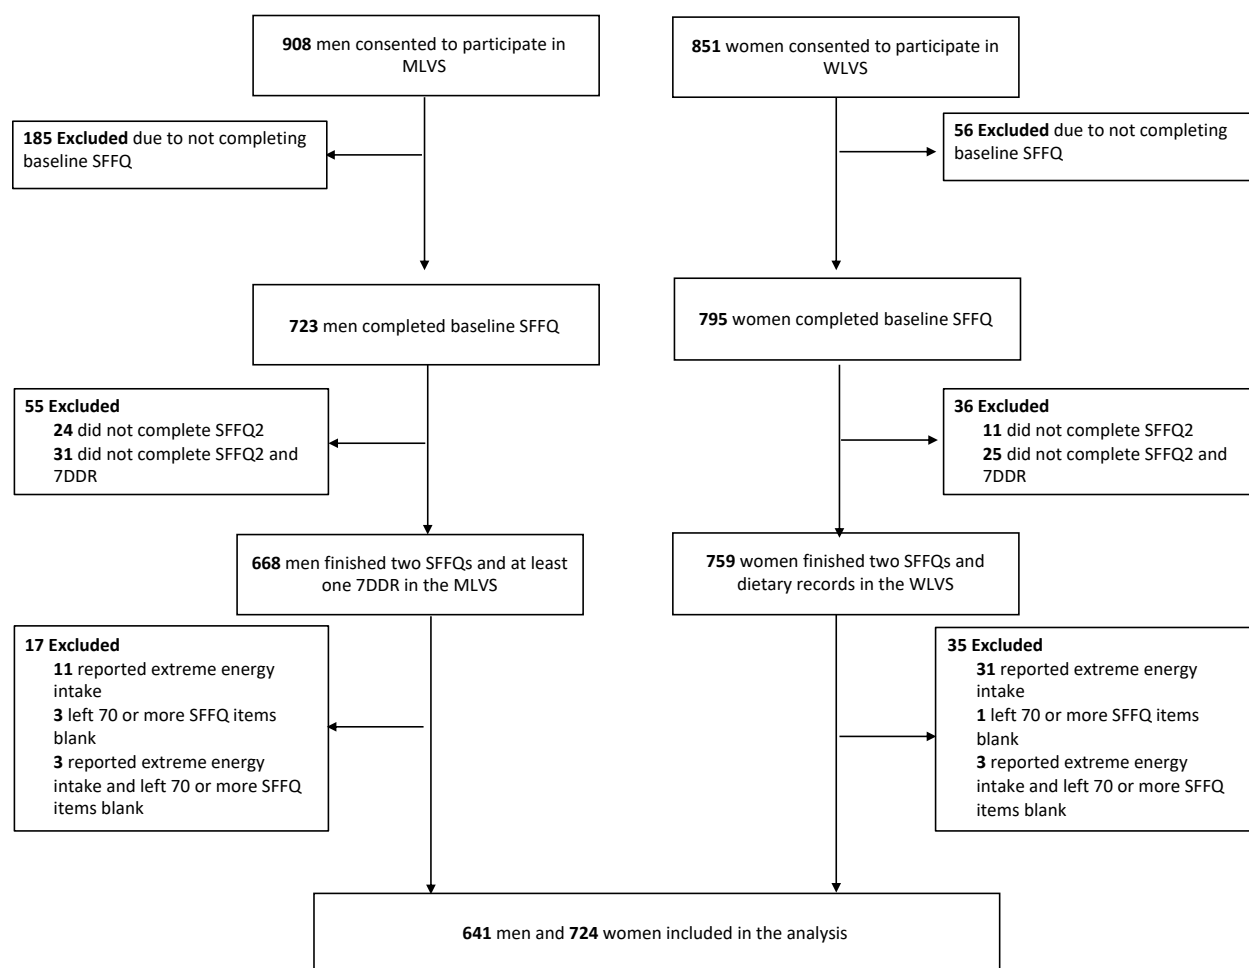 908 men consented to participate in
MLVS
851 women consented to participate in
WLVS
185 Excluded due to not completing
baseline SFFQ
56 Excluded due to not completing
baseline SFFQ
723 men completed baseline SFFQ
795 women completed baseline SFFQ
55 Excluded
24 did not complete SFFQ2
31 did not complete SFFQ2 and
7DDR
36 Excluded
11 did not complete SFFQ2
25 did not complete SFFQ2 and
7DDR
668 men finished two SFFQs and at least
one 7DDR in the MLVS
759 women finished two SFFQs and
dietary records in the WLVS
17 Excluded
11 reported extreme energy
intake
3 left 70 or more SFFQ items
blank
3 reported extreme energy
intake and left 70 or more SFFQ
items blank
35 Excluded
31 reported extreme energy
intake
1 left 70 or more SFFQ items
blank
3 reported extreme energy
intake and left 70 or more SFFQ
items blank
641 men and 724 women included in the analysis